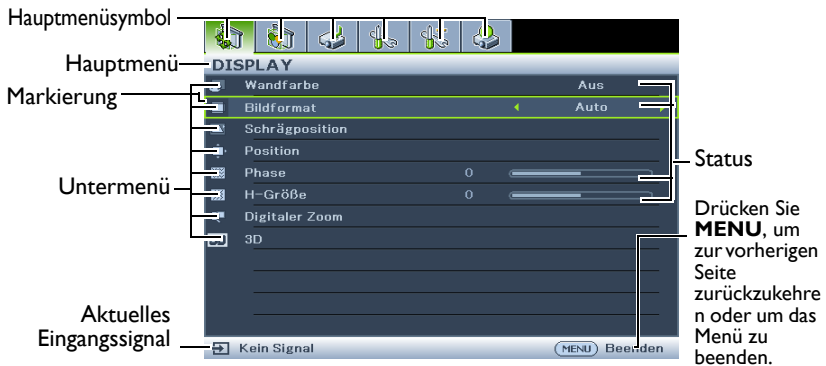 Hauptmenüsymbol
Hauptmenü
DISPLAY
Markierung
Wandfarbe Aus
Bildformat Auto
Schrägposition
Position
Untermenü
Phase 0
H-Größe 0
Digitaler Zoom
3D
Status
Drücken Sie
MENU, um
zur vorherigen
Seite
zurückzukehre
n oder um das
Menü zu
beenden.
Aktuelles
Eingangssignal
Kein Signal
MENU Beenden